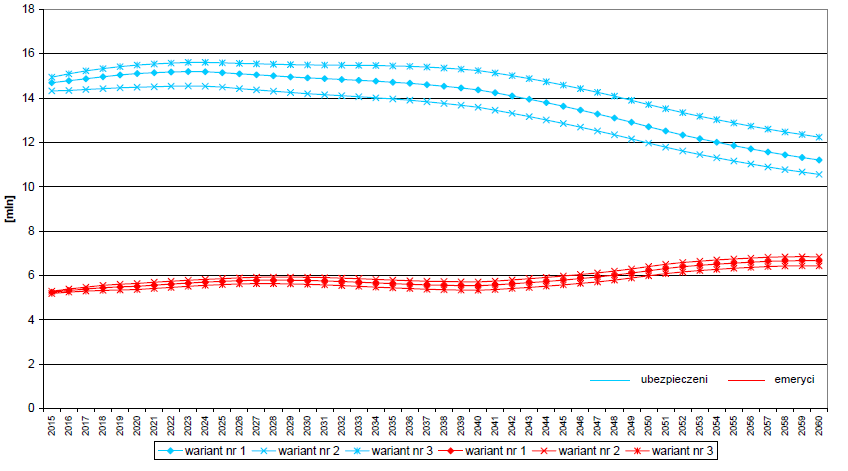 18
16
14
12
10
8
6
4
2
0
[mln]
ubezpieczeni emeryci
2015 2016 2017 2018 2019 2020 2021 2022 2023 2024 2025 2026 2027 2028 2029 2030 2031 2032 2033 2034 2035 2036 2037 2038 2039 2040 2041 2042 2043 2044 2045 2046 2047 2048 2049 2050 2051 2052 2053 2054 2055 2056 2057 2058 2059 2060
wariant nr 1 wariant nr 2 wariant nr 3 wariant nr 1 wariant nr 2 wariant nr 3